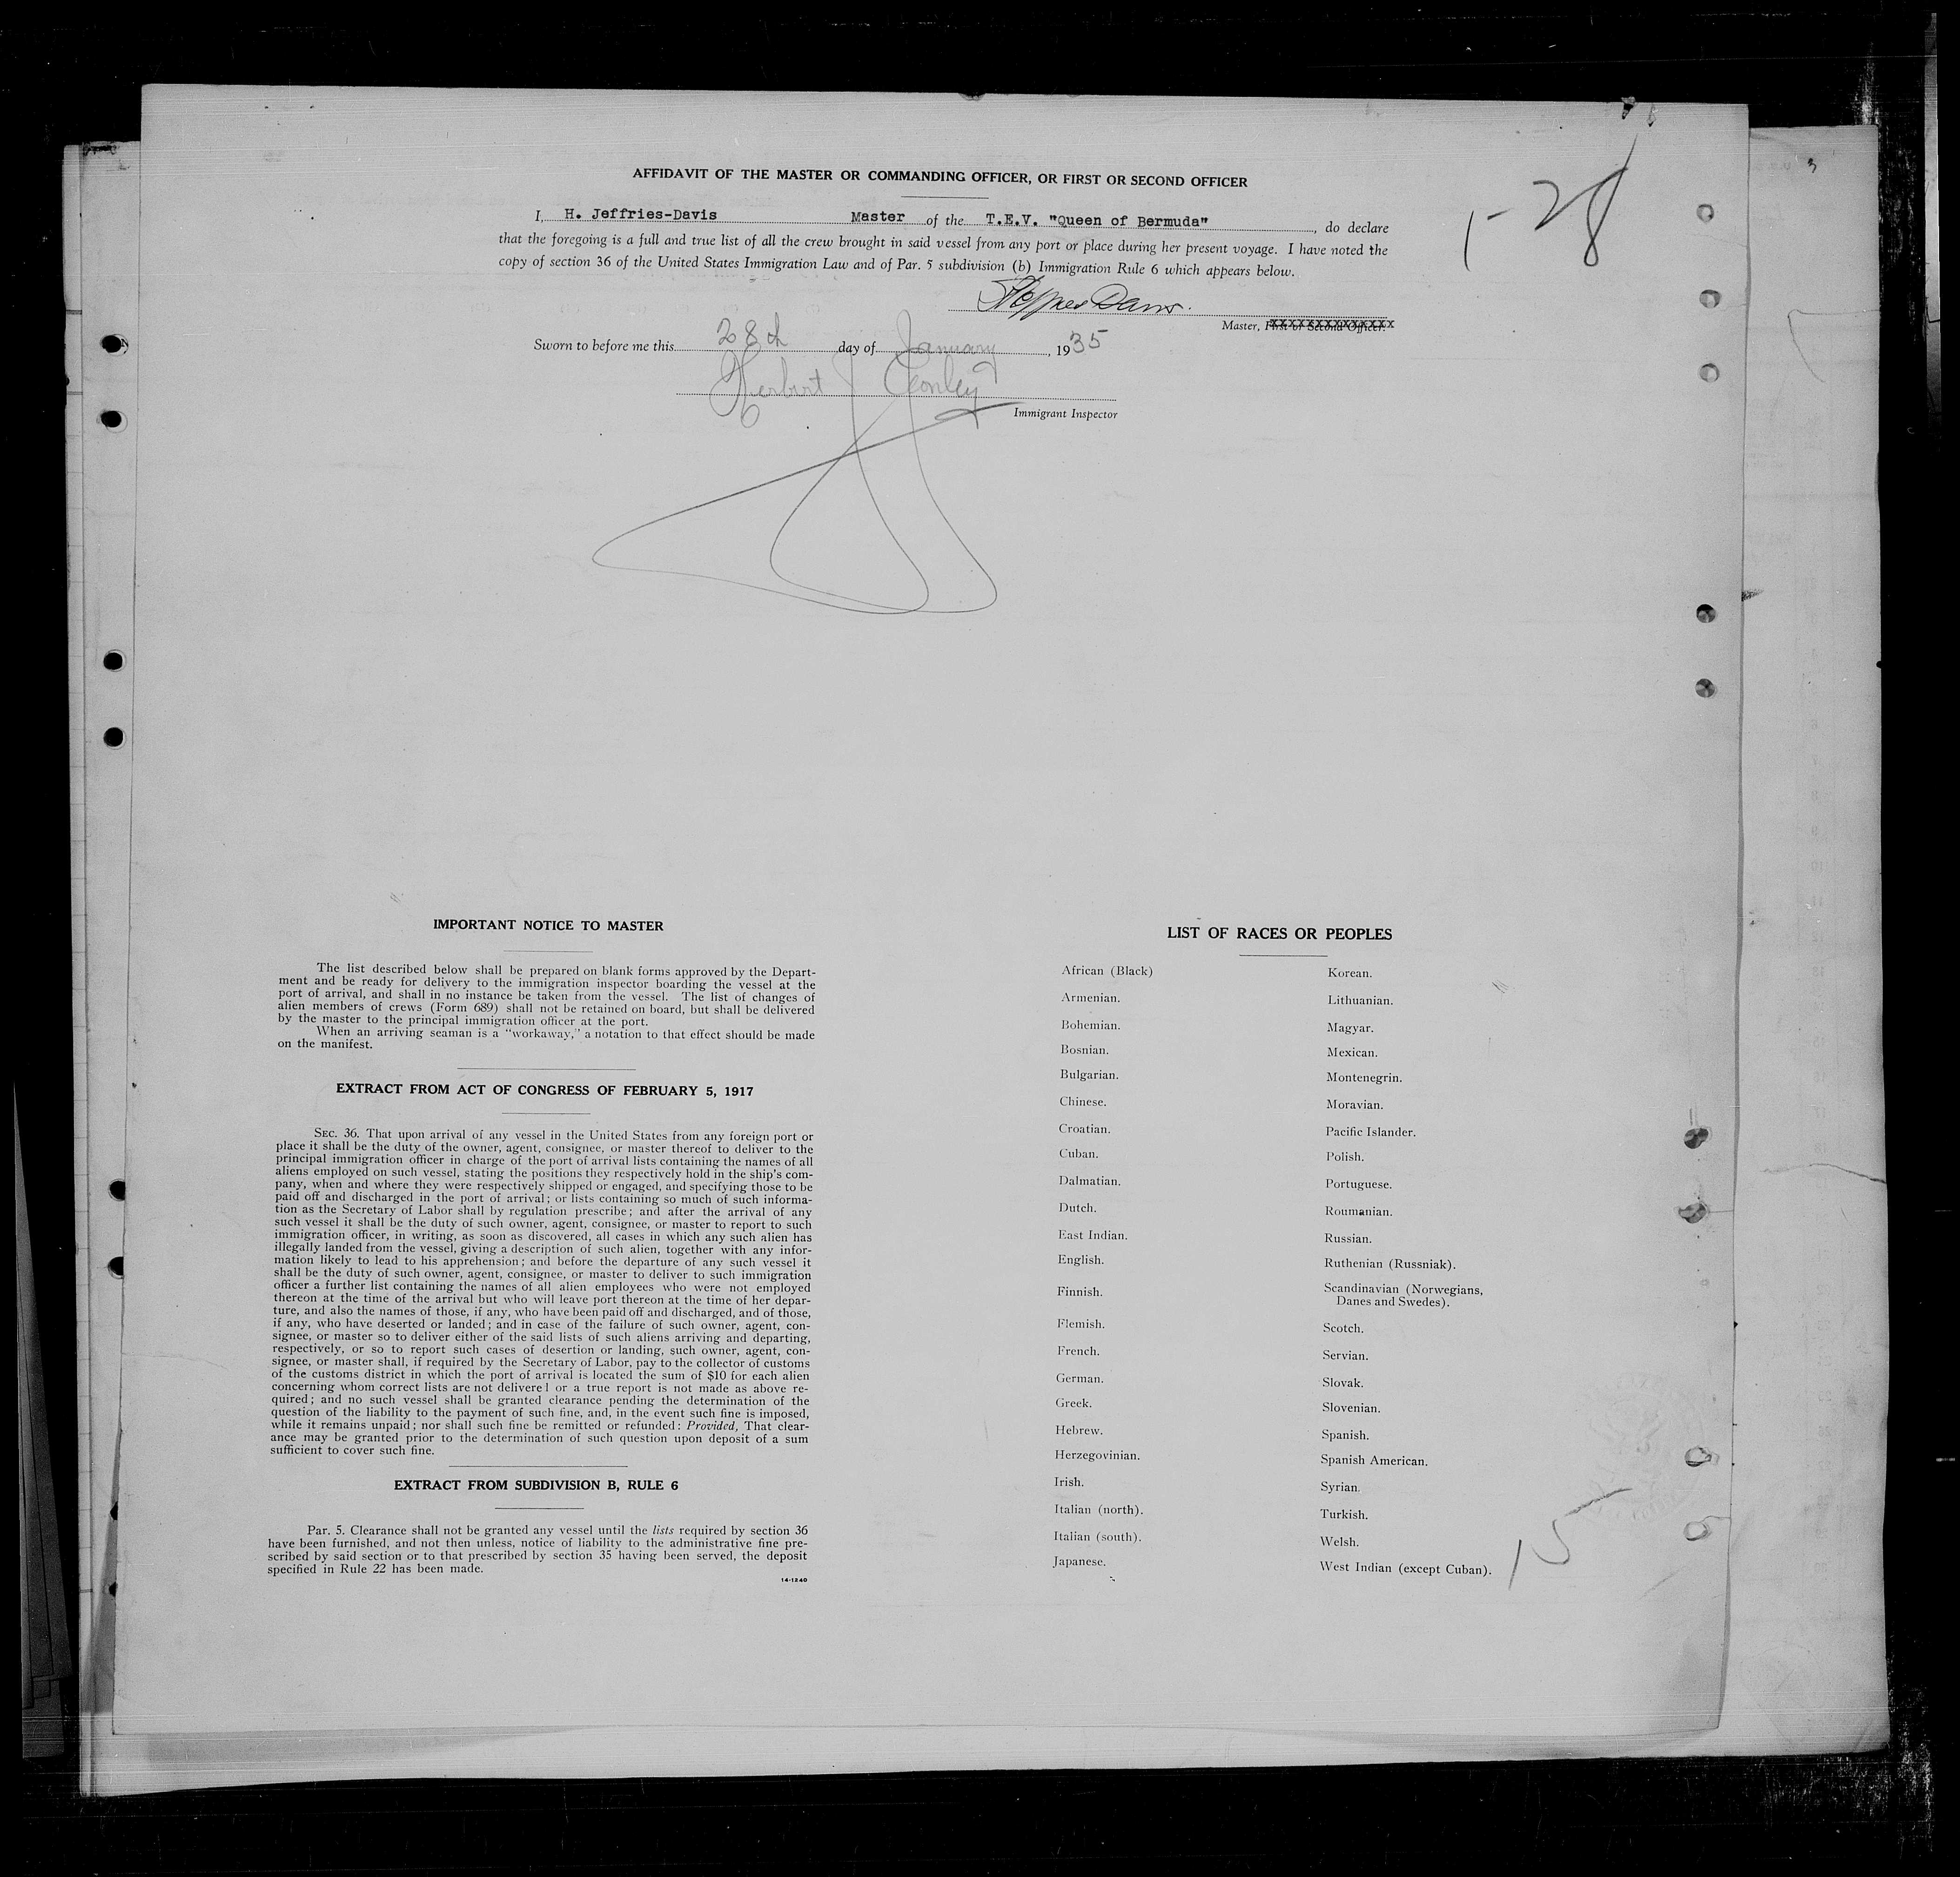 AFFIDAVIT OF THE MASTER OR COMMANDING OFFICER, OR FIRST OR SECOND OFFICER
1-28
3
I, H. Jeffries-Davis Master of the T.E.V. "Queen of Bermuda", do declare
that the foregoing is a full and true list of all the crew brought in said vessel from any port or place during her present voyage. I have noted the
copy of section 36 of the United States Immigration Law and of Par. 5 subdivision (b) Immigration Rule 6 which appears below.
Jeffries Davis.
Master, First or Second Officer.
Sworn to before me this 28th day of January, 1935
Herbert J Conley
Immigrant Inspector
IMPORTANT NOTICE TO MASTER
The list described below shall be prepared on blank forms approved by the Depart-
ment and be ready for delivery to the immigration inspector boarding the vessel at the
port of arrival, and shall in no instance be taken from the vessel. The list of changes of
alien members of crews (Form 689) shall not be retained on board, but shall be delivered
by the master to the principal immigration officer at the port.
When an arriving seaman is a "workaway," a notation to that effect should be made
on the manifest.
EXTRACT FROM ACT OF CONGRESS OF FEBRUARY 5, 1917
SEC. 36. That upon arrival of any vessel in the United States from any foreign port or
place it shall be the duty of the owner, agent, consignee, or master thereof to deliver to the
principal immigration officer in charge of the port of arrival lists containing the names of all
aliens employed on such vessel, stating the positions they respectively hold in the ship's com-
pany, when and where they were respectively shipped or engaged, and specifying those to be
paid off and discharged in the port of arrival; or lists containing so much of such informa-
tion as the Secretary of Labor shall by regulation prescribe; and after the arrival of any
such vessel it shall be the duty of such owner, agent, consignee, or master to report to such
immigration officer, in writing, as soon as discovered, all cases in which any such alien has
illegally landed from the vessel, giving a description of such alien, together with any infor-
mation likely to lead to his apprehension; and before the departure of any such vessel it
shall be the duty of such owner, agent, consignee, or master to deliver to such immigration
officer a further list containing the names of all alien employees who were not employed
thereon at the time of the arrival but who will leave port thereon at the time of her depar-
ture, and also the names of those, if any, who have been paid off and discharged, and of those,
if any, who have deserted or landed; and in case of the failure of such owner, agent, con-
signee, or master so to deliver either of the said lists of such aliens arriving and departing,
respectively, or so to report such cases of desertion or landing, such owner, agent, con-
signee, or master shall, if required by the Secretary of Labor, pay to the collector of customs
of the customs district in which the port of arrival is located the sum of $10 for each alien
concerning whom correct lists are not delivere1 or a true report is not made as above re-
quired; and no such vessel shall be granted clearance pending the determination of the
question of the liability to the payment of such fine, and, in the event such fine is imposed,
while it remains unpaid; nor shall such fine be remitted or refunded: Provided, That clear-
ance may be granted prior to the determination of such question upon deposit of a sum
sufficient to cover such fine.
EXTRACT FROM SUBDIVISION B, RULE 6
Par. 5. Clearance shall not be granted any vessel until the lists required by section 36
have been furnished, and not then unless, notice of liability to the administrative fine pre-
scribed by said section or to that prescribed by section 35 having been served, the deposit
specified in Rule 22 has been made.
14-1240
LIST OF RACES OR PEOPLES
African (Black)
Armenian.
Bohemian.
Bosnian.
Bulgarian.
Chinese.
Croatian.
Cuban.
Dalmatian.
Dutch.
East Indian.
English.
Finnish.
Flemish.
French.
German.
Greek.
Hebrew.
Herzegovinian.
Irish.
Italian (north).
Italian (south).
Japanese.
Korean.
Lithuanian.
Magyar.
Mexican.
Montenegrin.
Moravian.
Pacific Islander.
Polish.
Portuguese.
Roumanian.
Russian.
Ruthenian (Russniak).
Scandinavian (Norwegians,
Danes and Swedes).
Scotch.
Servian.
Slovak.
Slovenian.
Spanish.
Spanish American.
Syrian.
Turkish.
Welsh.
West Indian (except Cuban).
15